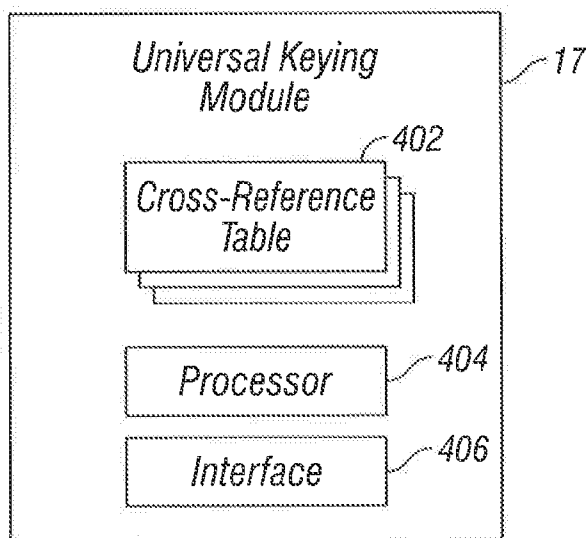 Universal Keying
Module
17
402
Cross-Reference
Table
Processor
404
Interface
406